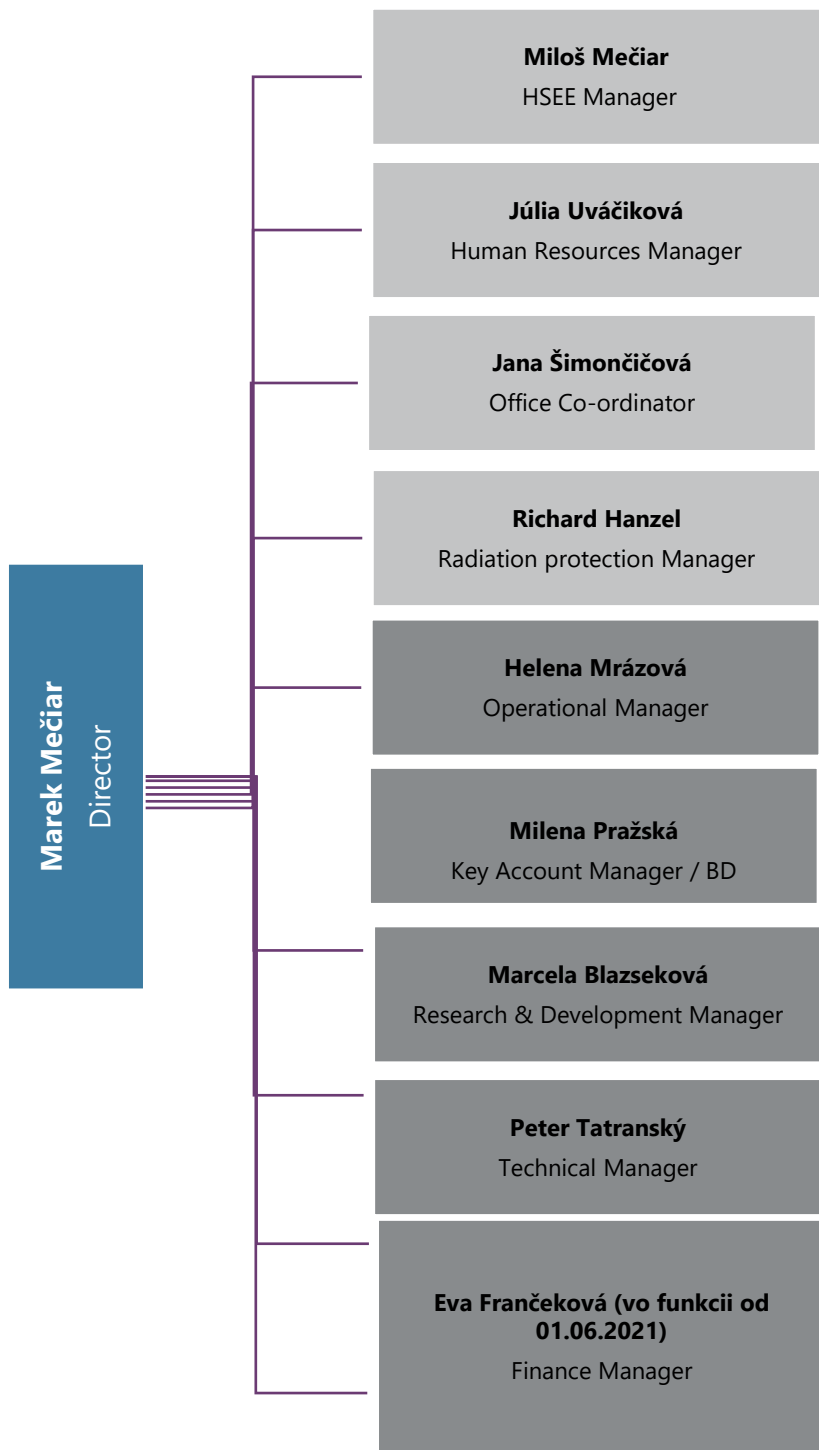 Miloš Mečiar
HSEE Manager
Júlia Uváčiková
Human Resources Manager
Jana Šimončičová
Office Co-ordinator
Richard Hanzel
Radiation protection Manager
Marek Mečiar
Director
Helena Mrázová
Operational Manager
Milena Pražská
Key Account Manager / BD
Marcela Blazseková
Research & Development Manager
Peter Tatranský
Technical Manager
Eva Frančeková (vo funkcii od
01.06.2021)
Finance Manager